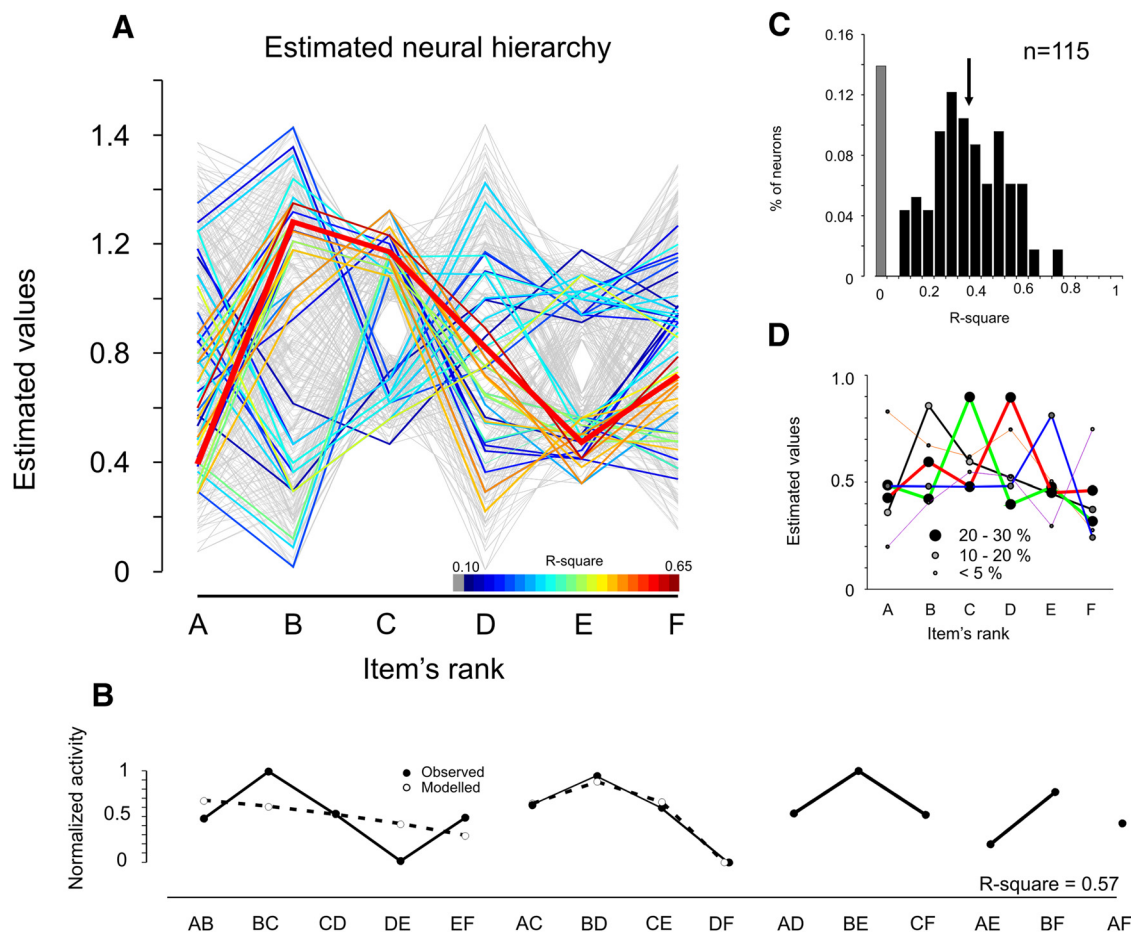 A
Estimated neural hierarchy
Estimated values
1.4
1.2
0.8
0.4
0
R-square
0.10
0.65
A B C D E F
Item's rank
C
n=115
% of neurons
0.16
0.12
0.08
0.04
0
0 0.2 0.4 0.6 0.8 1
R-square
D
Estimated values
1.0
0.5
0
20 - 30 %
10 - 20 %
< 5 %
A B C D E F
Item's rank
B
Normalized activity
1
0.5
0
Observed
Modelled
R-square = 0.57
AB BC CD DE EF AC BD CE DF AD BE CF AE BF AF